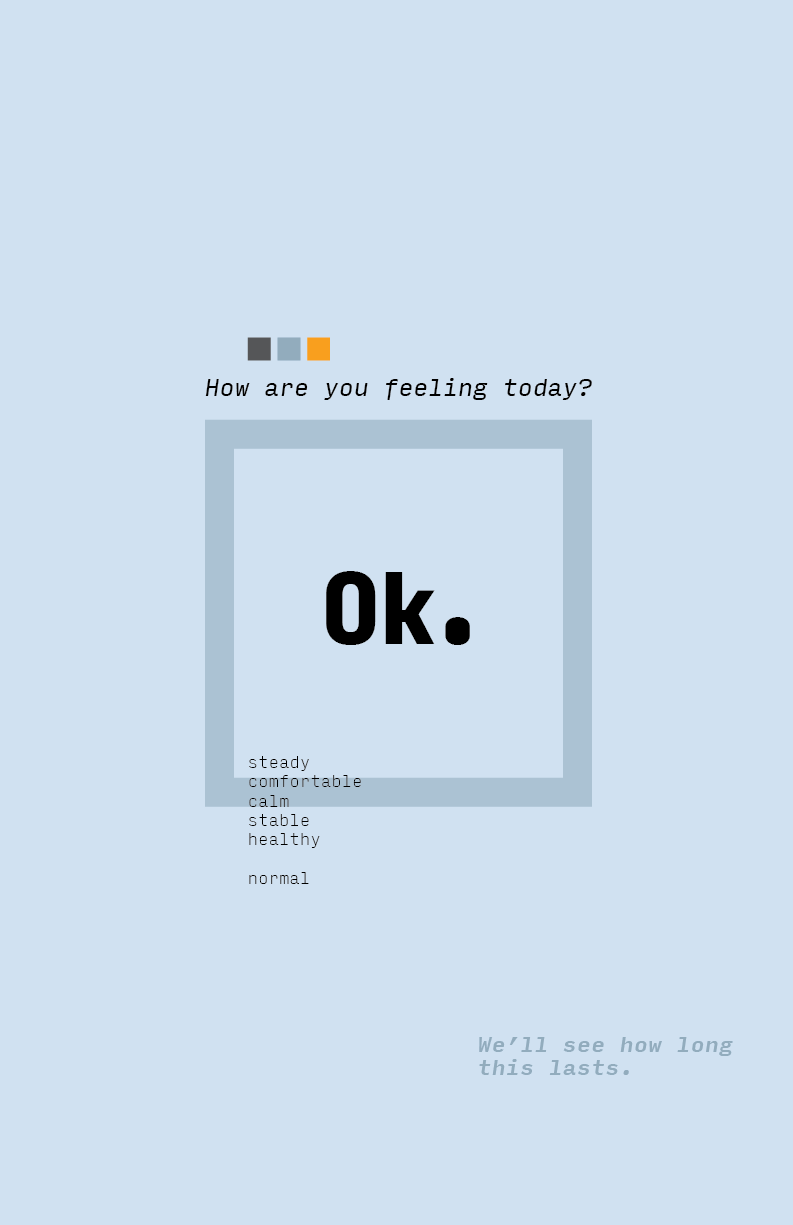 How are you feeling today?
Ok.
steady
comfortable
calm
stable
healthy
normal
We’ll see how long
this lasts.